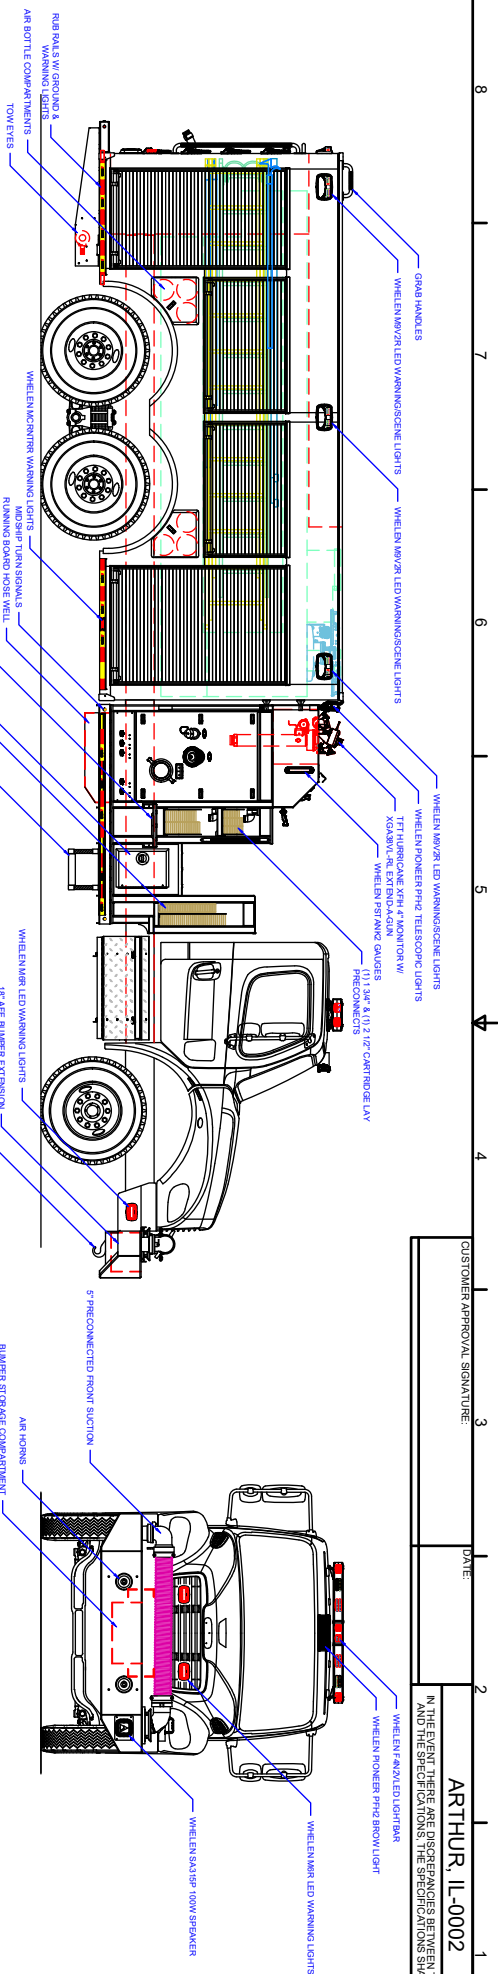 8
7
6
5
4
3
2
1
CUSTOMER APPROVAL SIGNATURE:
DATE:
ARTHUR, IL-0002
IN THE EVENT THERE ARE DISCREPANCIES BETWEEN
AND THE SPECIFICATIONS, THE SPECIFICATIONS SHA
GRAB HANDLES
WHELEN M9V2R LED WARNING/SCENE LIGHTS
WHELEN M9V2R LED WARNING/SCENE LIGHTS
WHELEN M9V2R LED WARNING/SCENE LIGHTS
WHELEN PIONEER PFH2 TELESCOPIC LIGHTS
TFT HURRICANE XFIH 4" MONITOR W/
XGA38VL-RL EXTEND-A-GUN
WHELEN PSTANK2 GAUGES
(1) 1 3/4" & (1) 2 1/2" CARTRIDGE LAY
PRECONNECTS
RUB RAILS W/ GROUND &
WARNING LIGHTS
AIR BOTTLE COMPARTMENTS
TOW EYES
WHELEN MCRNTRR WARNING LIGHTS
MIDSHIP TURN SIGNALS
RUNNING BOARD HOSE WELL
WHELEN M6R LED WARNING LIGHTS
18" AFE BUMPER EXTENSION
WHELEN F4N2VLED LIGHTBAR
WHELEN PIONEER PFH2 BROW LIGHT
WHELEN M6R LED WARNING LIGHTS
WHELEN SA315P 100W SPEAKER
5" PRECONNECTED FRONT SUCTION
AIR HORNS
BUMPER STORAGE COMPARTMENT